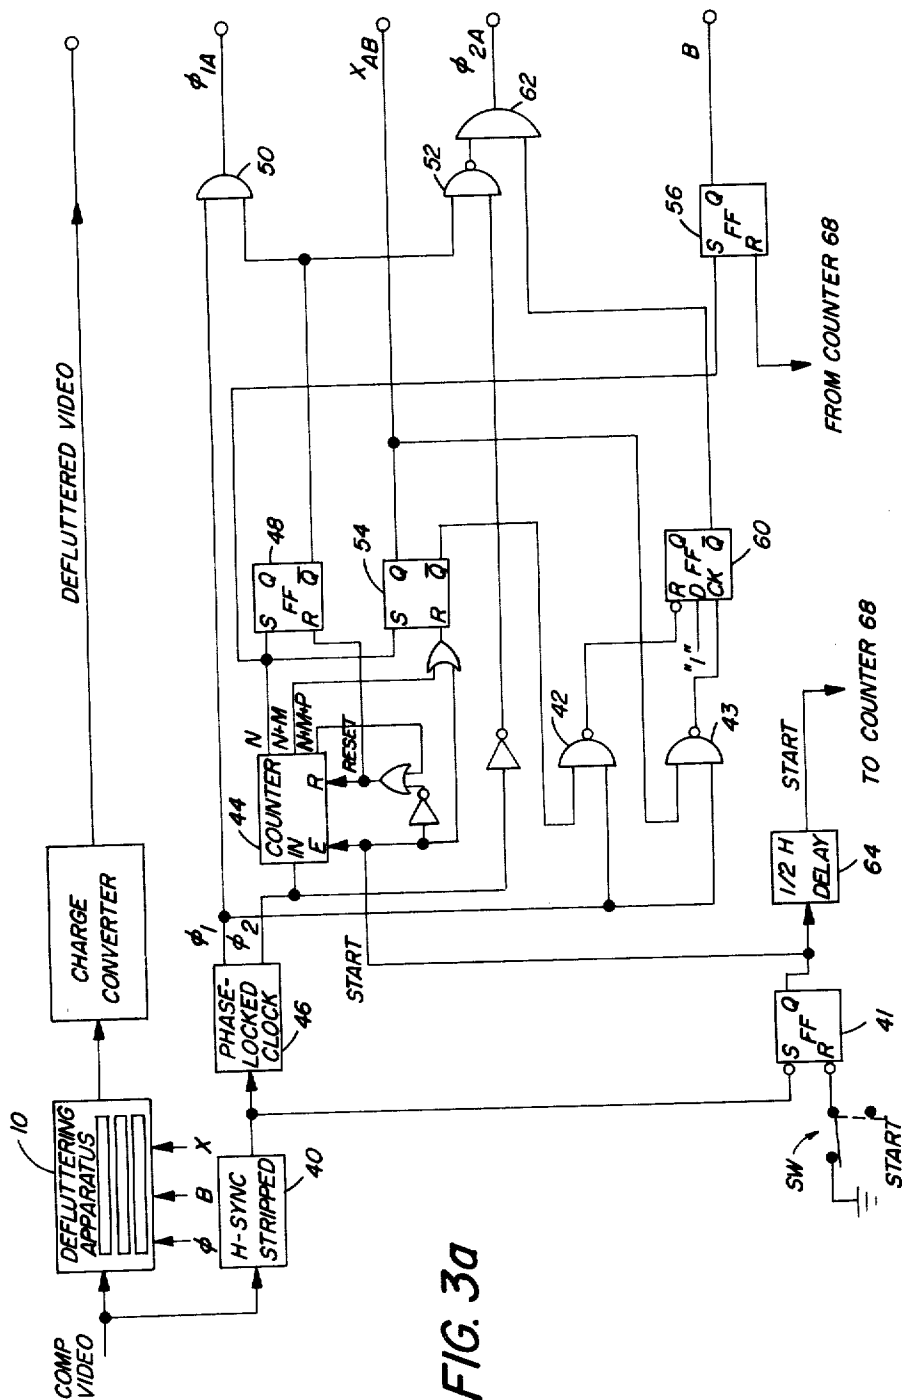 COMP
VIDEO
DEFLUTTERING
APPARATUS
10
ϕ
B
X
CHARGE
CONVERTER
DEFLUTTERED VIDEO
H-SYNC
STRIPPED
40
PHASE-
LOCKED
CLOCK
46
ϕ1
ϕ2
START
44
COUNTER
IN
E
R
N
N+M
N+M+P
RESET
S
Q
FF
R
Q̅
48
54
S
Q
R
Q̅
50
ϕ1A
XAB
52
62
ϕ2A
42
43
"1"
R
Q
D
FF
CK
Q̅
60
56
S
Q
FF
R
B
FROM COUNTER 68
SW
START
S
Q
FF
R
41
1/2 H
DELAY
64
START
TO COUNTER 68
FIG. 3a